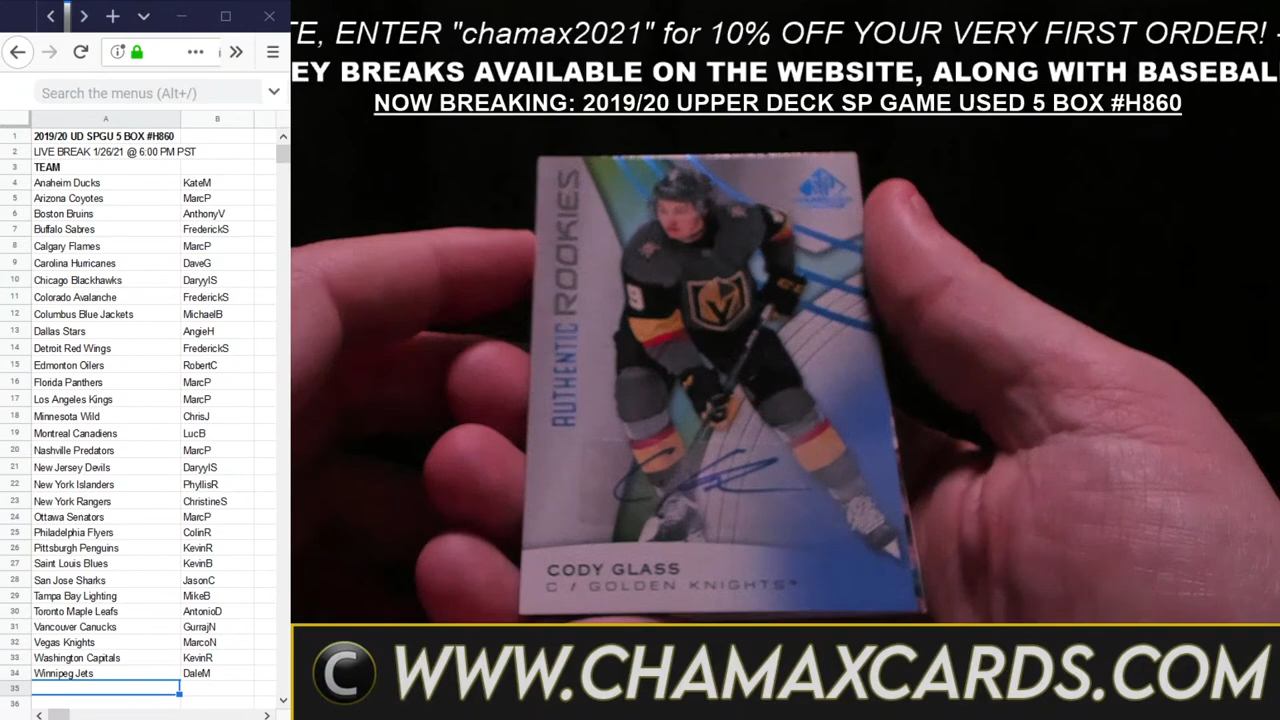 TE, ENTER "chamax2021" for 10% OFF YOUR VERY FIRST ORDER! -
EY BREAKS AVAILABLE ON THE WEBSITE, ALONG WITH BASEBAL
NOW BREAKING: 2019/20 UPPER DECK SP GAME USED 5 BOX #H860
Search the menus (Alt+/)
A B
1 2019/20 UD SPGU 5 BOX #H860
2 LIVE BREAK 1/26/21 @ 6:00 PM PST
3 TEAM
4 Anaheim Ducks KateM
5 Arizona Coyotes MarcP
6 Boston Bruins AnthonyV
7 Buffalo Sabres FrederickS
8 Calgary Flames MarcP
9 Carolina Hurricanes DaveG
10 Chicago Blackhawks DaryylS
11 Colorado Avalanche FrederickS
12 Columbus Blue Jackets MichaelB
13 Dallas Stars AngieH
14 Detroit Red Wings FrederickS
15 Edmonton Oilers RobertC
16 Florida Panthers MarcP
17 Los Angeles Kings MarcP
18 Minnesota Wild ChrisJ
19 Montreal Canadiens LucB
20 Nashville Predators MarcP
21 New Jersey Devils DaryylS
22 New York Islanders PhyllisR
23 New York Rangers ChristineS
24 Ottawa Senators MarcP
25 Philadelphia Flyers ColinR
26 Pittsburgh Penguins KevinR
27 Saint Louis Blues KevinB
28 San Jose Sharks JasonC
29 Tampa Bay Lighting MikeB
30 Toronto Maple Leafs AntonioD
31 Vancouver Canucks GurrajN
32 Vegas Knights MarcoN
33 Washington Capitals KevinR
34 Winnipeg Jets DaleM
35
36
AUTHENTIC ROOKIES
CODY GLASS
C / GOLDEN KNIGHTS
C WWW.CHAMAXCARDS.COM